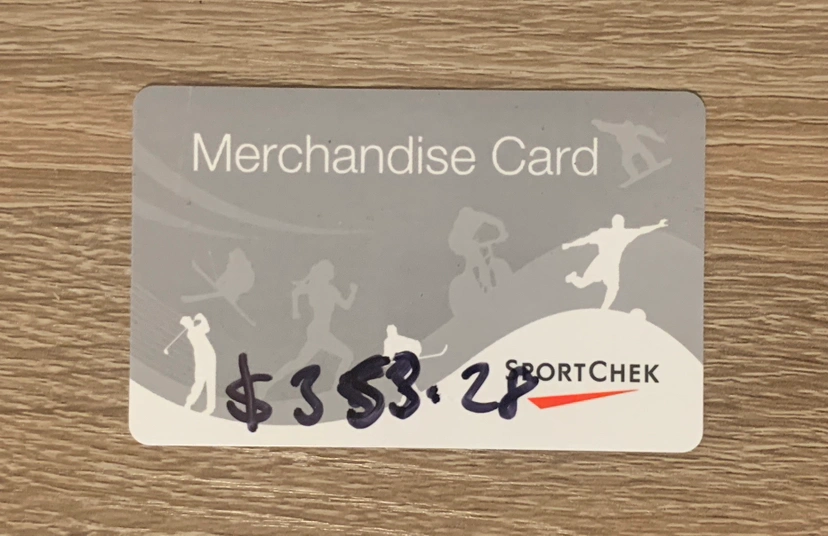 Merchandise Card
SPORTCHEK
$353.28